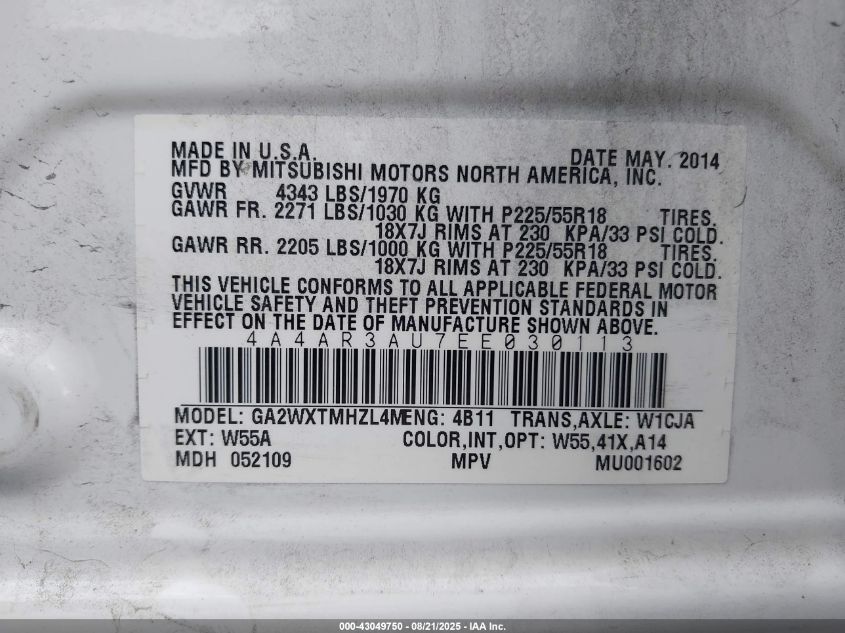 MADE IN U.S.A. DATE MAY. 2014
MFD BY MITSUBISHI MOTORS NORTH AMERICA, INC.
GVWR 4343 LBS/1970 KG
GAWR FR. 2271 LBS/1030 KG WITH P225/55R18 TIRES.
18X7J RIMS AT 230 KPA/33 PSI COLD.
GAWR RR. 2205 LBS/1000 KG WITH P225/55R18 TIRES.
18X7J RIMS AT 230 KPA/33 PSI COLD.
THIS VEHICLE CONFORMS TO ALL APPLICABLE FEDERAL MOTOR
VEHICLE SAFETY AND THEFT PREVENTION STANDARDS IN
EFFECT ON THE DATE OF MANUFACTURE SHOWN ABOVE.
4A4AR3AU7EE030113
MODEL: GA2WXTMHZL4MENG: 4B11 TRANS,AXLE: W1CJA
EXT: W55A COLOR,INT,OPT: W55,41X,A14
MDH 052109 MPV MU001602
000-43049750 - 08/21/2025 - IAA Inc.